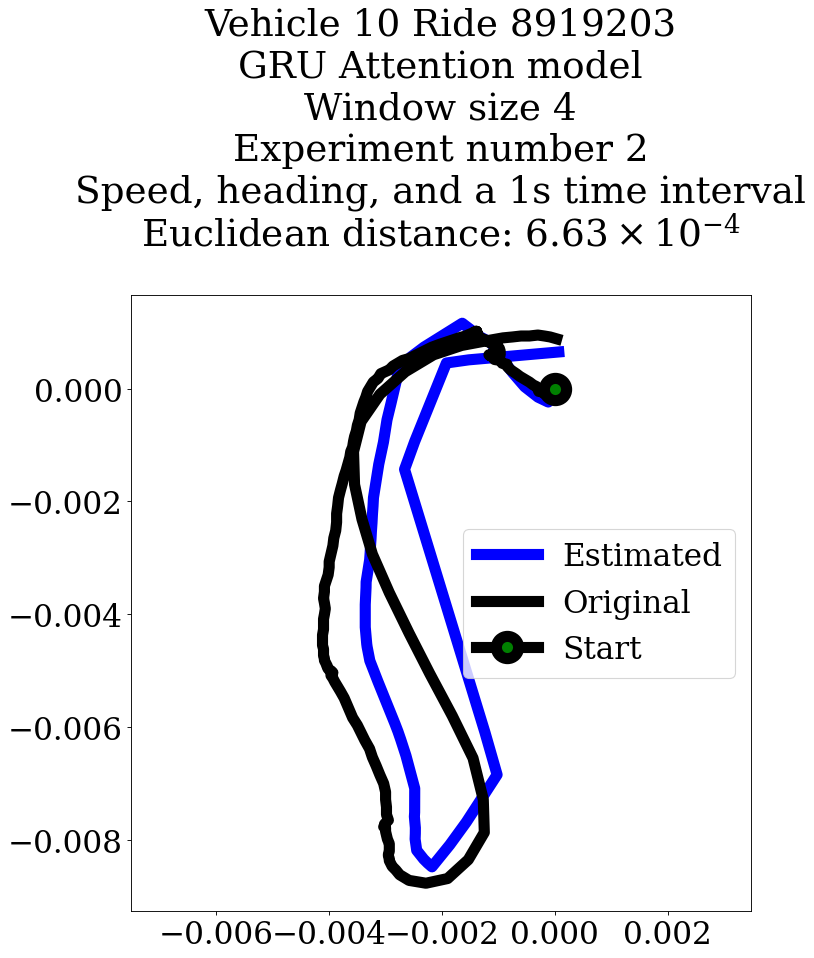 Vehicle 10 Ride 8919203
GRU Attention model
Window size 4
Experiment number 2
Speed, heading, and a 1s time interval
Euclidean distance: 6.63 × 10⁻⁴
0.000
−0.002
−0.004
−0.006
−0.008
Estimated
Original
Start
−0.006 −0.004 −0.002 0.000 0.002